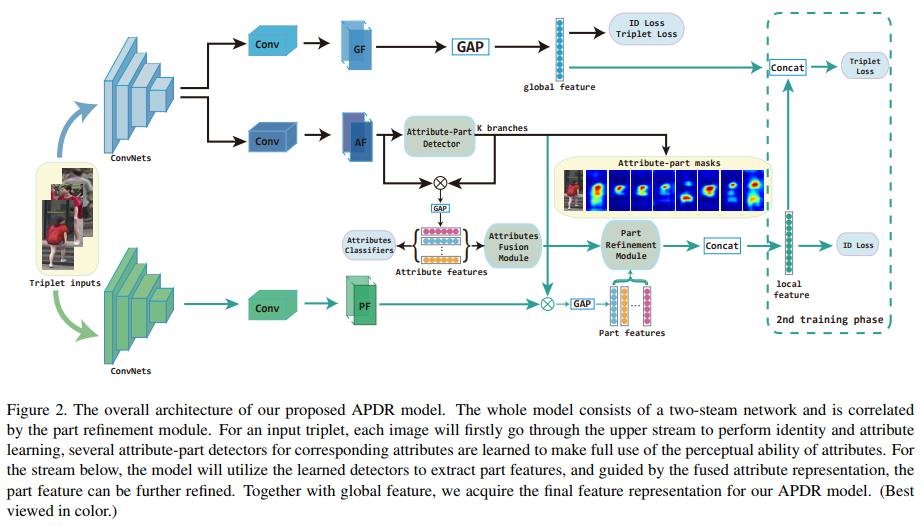 ID Loss
Triplet Loss
Conv
GF
GAP
global feature
Concat
Triplet
Loss
ConvNets
Conv
AF
Attribute-Part
Detector
K branches
Attribute-part masks
GAP
Triplet inputs
Attributes
Classifiers
Attribute features
Attributes
Fusion
Module
Part
Refinement
Module
Concat
ID Loss
local
feature
Conv
PF
GAP
Part features
2nd training phase
ConvNets
Figure 2. The overall architecture of our proposed APDR model. The whole model consists of a two-steam network and is correlated
by the part refinement module. For an input triplet, each image will firstly go through the upper stream to perform identity and attribute
learning, several attribute-part detectors for corresponding attributes are learned to make full use of the perceptual ability of attributes. For
the stream below, the model will utilize the learned detectors to extract part features, and guided by the fused attribute representation, the
part feature can be further refined. Together with global feature, we acquire the final feature representation for our APDR model. (Best
viewed in color.)